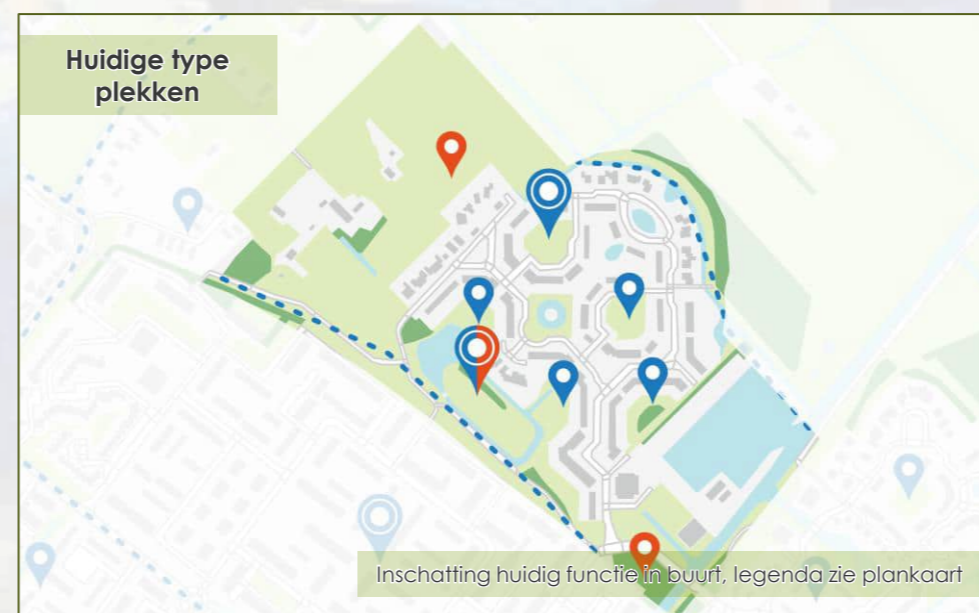 Huidige type
plekken
Inschatting huidig functie in buurt, legenda zie plankaart